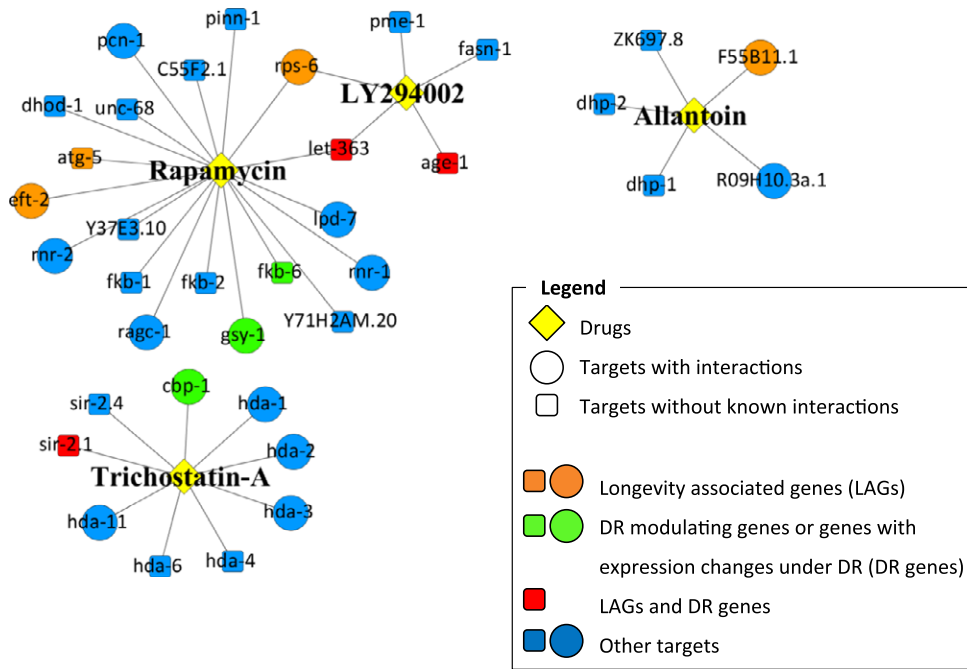 pinn-1
pme-1
pcn-1
fasn-1
ZK697.8
F55B11.1
C55F2.1
rps-6
LY294002
dhod-1
unc-68
dhp-2
Allantoin
atg-5
let-363
age-1
Rapamycin
dhp-1
R09H10.3a.1
eft-2
Y37E3.10
lpd-7
rnr-2
fkb-1
fkb-2
fkb-6
rnr-1
ragc-1
gsy-1
Y71H2AM.20
cbp-1
sir-2.4
hda-1
sir-2.1
hda-2
Trichostatin-A
hda-11
hda-3
hda-6
hda-4
Legend
Drugs
Targets with interactions
Targets without known interactions
Longevity associated genes (LAGs)
DR modulating genes or genes with
expression changes under DR (DR genes)
LAGs and DR genes
Other targets